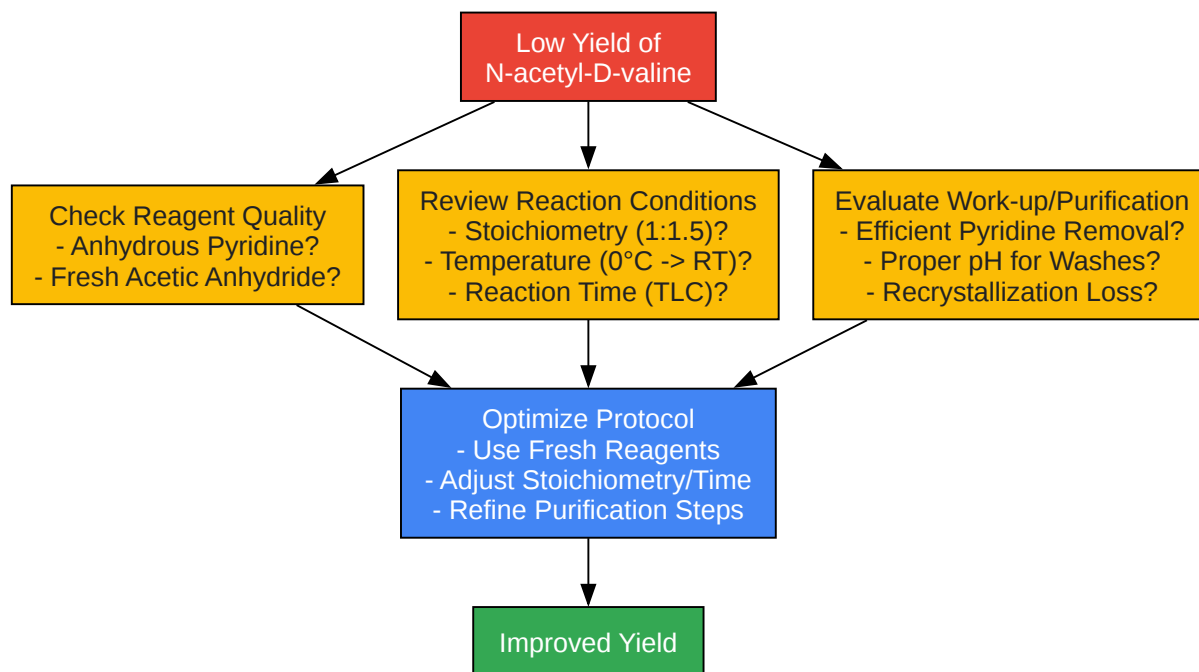 Low Yield of
N-acetyl-D-valine
Check Reagent Quality
- Anhydrous Pyridine?
- Fresh Acetic Anhydride?
Review Reaction Conditions
- Stoichiometry (1:1.5)?
- Temperature (0°C -> RT)?
- Reaction Time (TLC)?
Evaluate Work-up/Purification
- Efficient Pyridine Removal?
- Proper pH for Washes?
- Recrystallization Loss?
Optimize Protocol
- Use Fresh Reagents
- Adjust Stoichiometry/Time
- Refine Purification Steps
Improved Yield